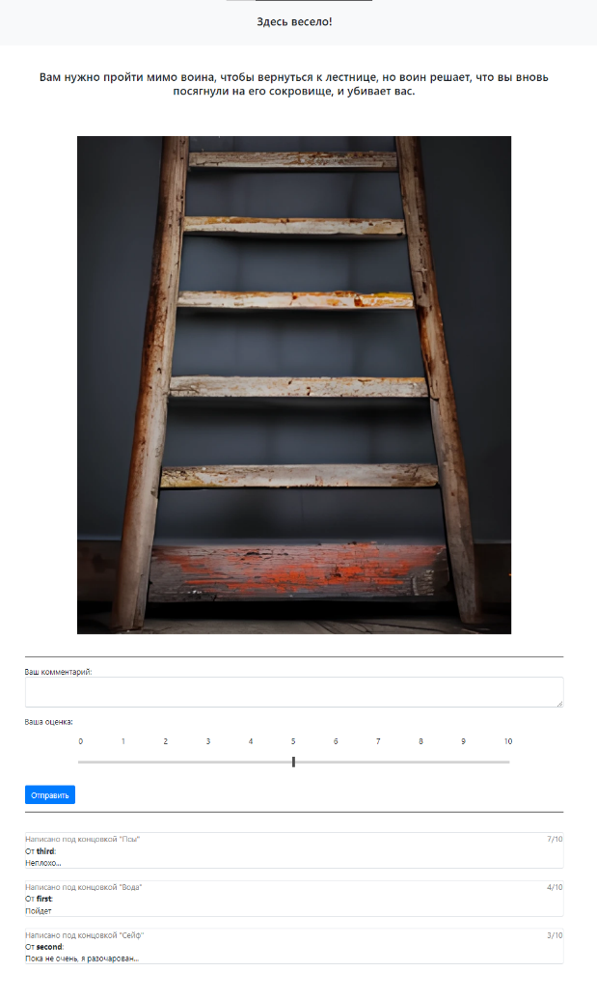 Здесь весело!
Вам нужно пройти мимо воина, чтобы вернуться к лестнице, но воин решает, что вы вновь
посягнули на его сокровище, и убивает вас.
Ваш комментарий:
Ваша оценка:
0 1 2 3 4 5 6 7 8 9 10
Отправить
Написано под концовкой "Псы" 7/10
От third:
Неплохо...
Написано под концовкой "Вода" 4/10
От first:
Пойдет
Написано под концовкой "Сейф" 3/10
От second:
Пока не очень, я разочарован...